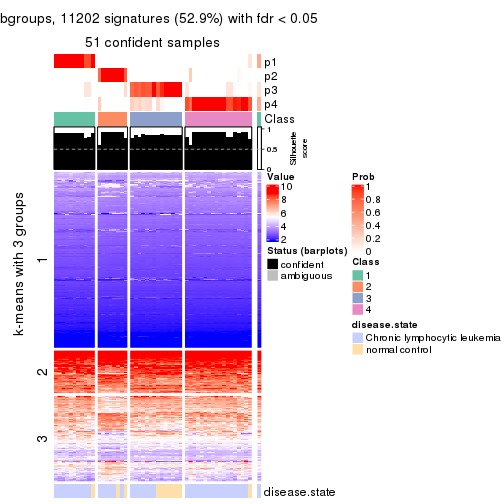 bgroups, 11202 signatures (52.9%) with fdr < 0.05
51 confident samples
p1
p2
p3
p4
Class
1
0.5
0
Silhouette
score
k-means with 3 groups
1
2
3
disease.state
Value
10
8
6
4
2
Status (barplots)
confident
ambiguous
Prob
1
0.8
0.6
0.4
0.2
0
Class
1
2
3
4
disease.state
Chronic lymphocytic leukemia
normal control